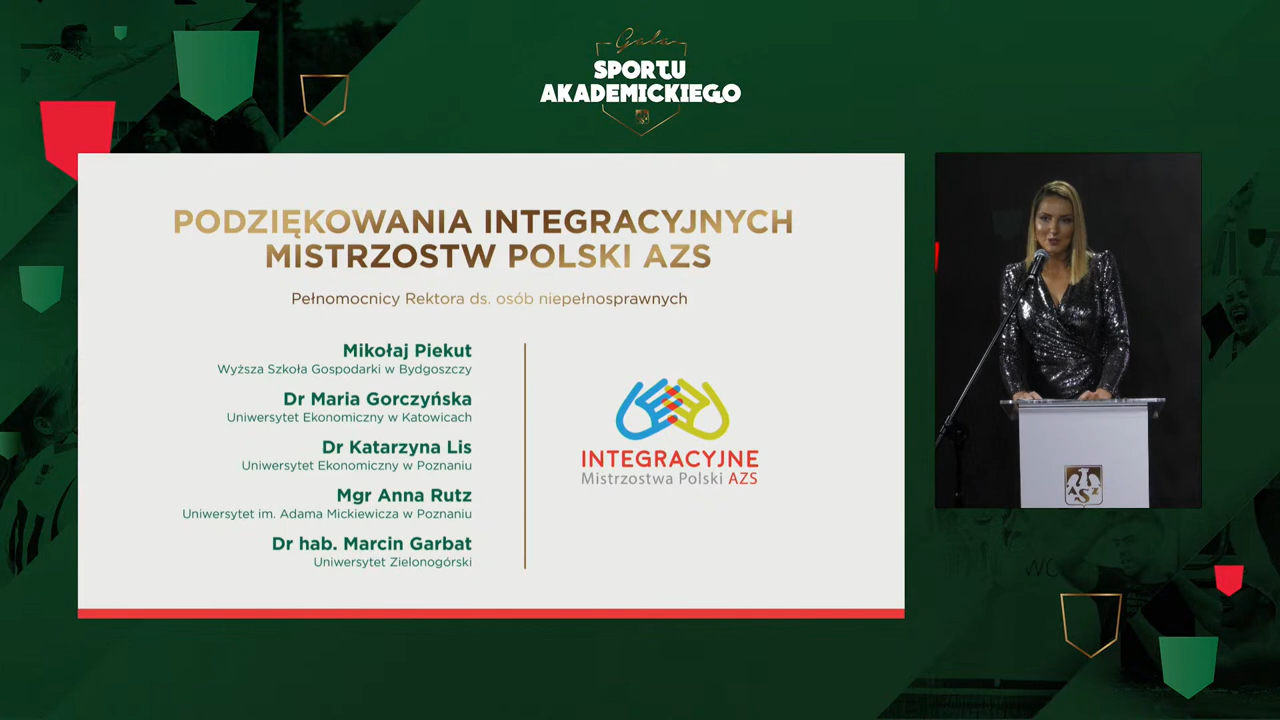 Gala
SPORTU
AKADEMICKIEGO
PODZIĘKOWANIA INTEGRACYJNYCH
MISTRZOSTW POLSKI AZS
Pełnomocnicy Rektora ds. osób niepełnosprawnych
Mikołaj Piekut
Wyższa Szkoła Gospodarki w Bydgoszczy
Dr Maria Gorczyńska
Uniwersytet Ekonomiczny w Katowicach
Dr Katarzyna Lis
Uniwersytet Ekonomiczny w Poznaniu
Mgr Anna Rutz
Uniwersytet im. Adama Mickiewicza w Poznaniu
Dr hab. Marcin Garbat
Uniwersytet Zielonogórski
INTEGRACYJNE
Mistrzostwa Polski AZS
ASZ